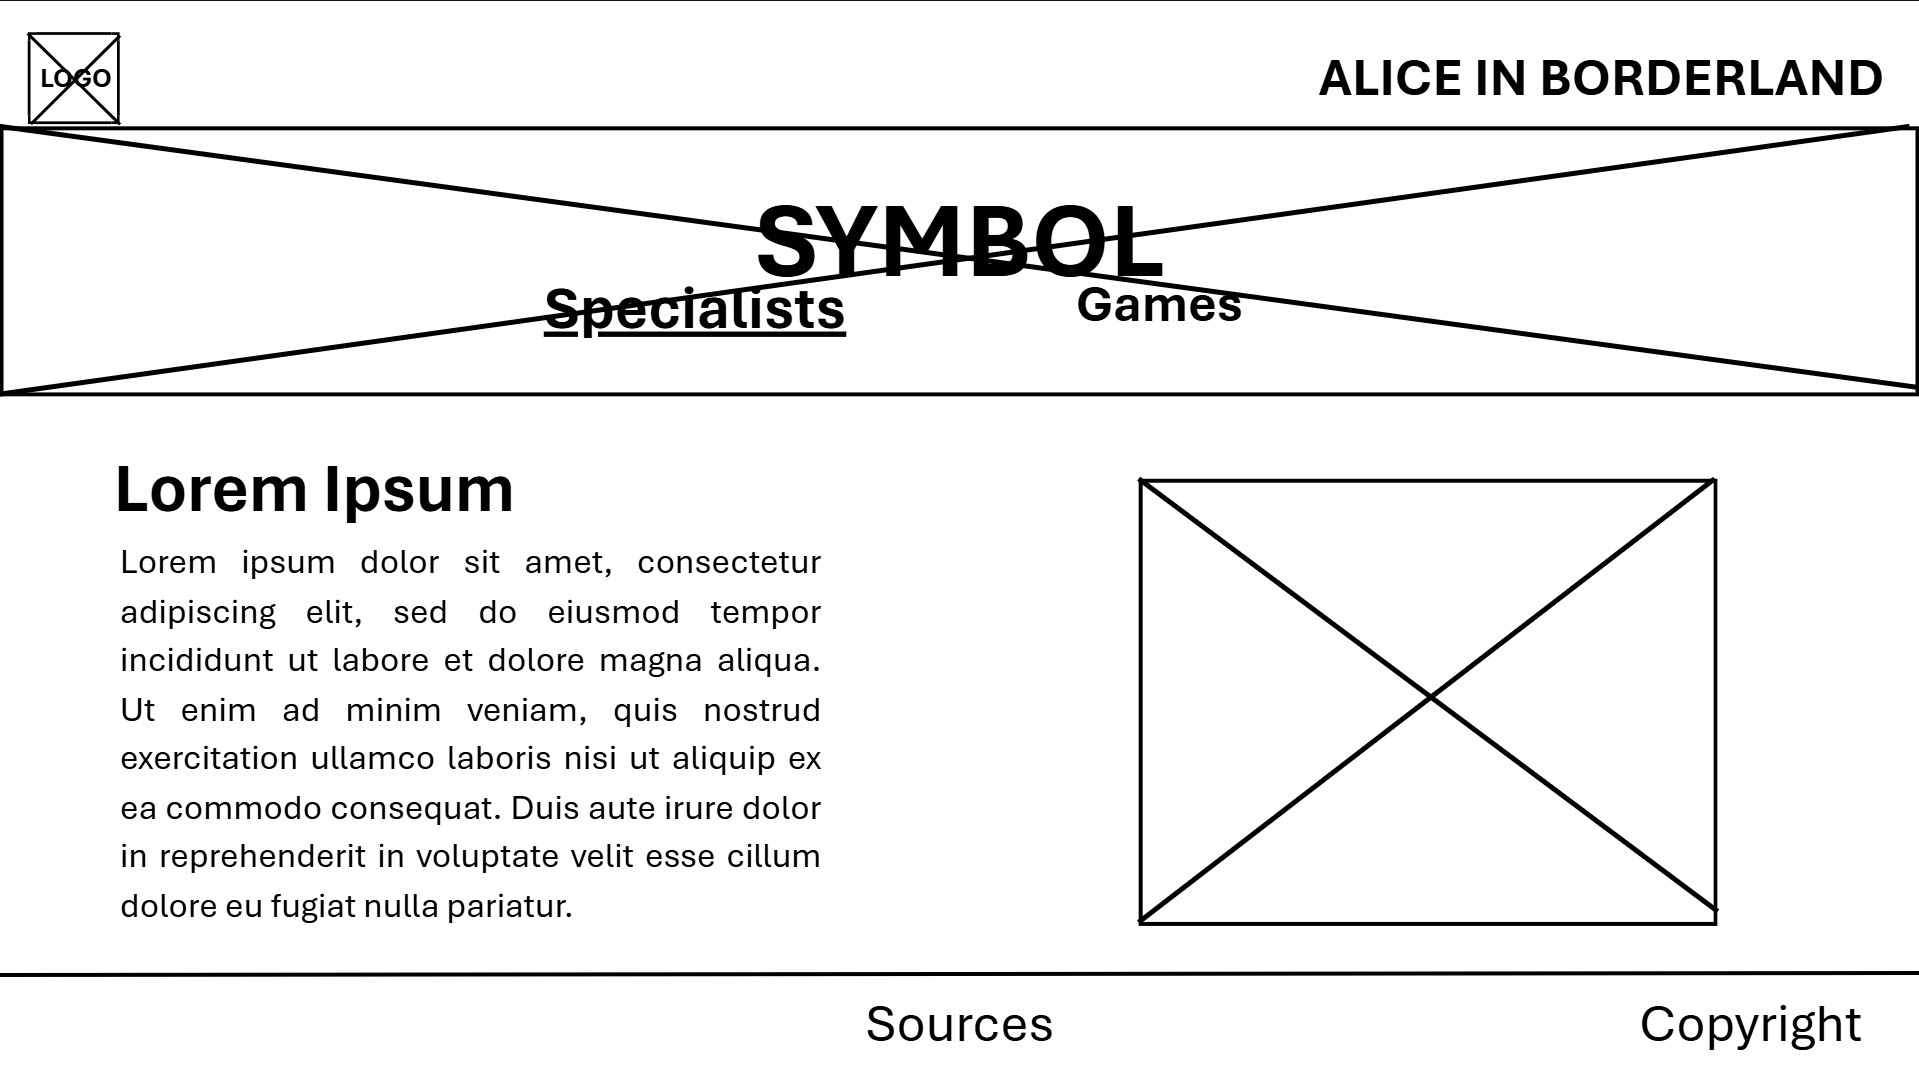 LOGO
ALICE IN BORDERLAND
SYMBOL
Specialists
Games
Lorem Ipsum
Lorem ipsum dolor sit amet, consectetur
adipiscing elit, sed do eiusmod tempor
incididunt ut labore et dolore magna aliqua.
Ut enim ad minim veniam, quis nostrud
exercitation ullamco laboris nisi ut aliquip ex
ea commodo consequat. Duis aute irure dolor
in reprehenderit in voluptate velit esse cillum
dolore eu fugiat nulla pariatur.
Sources
Copyright